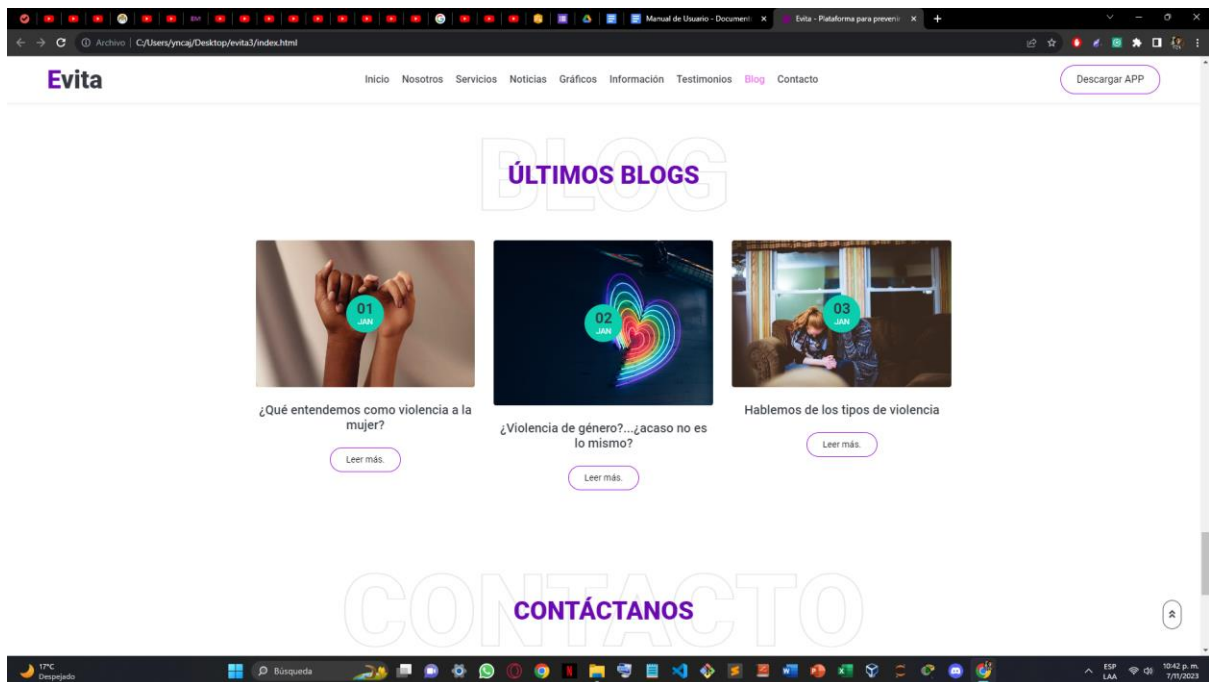 Manual de Usuario - Document
Evita - Plataforma para preveni
Archivo
C:/Users/yncaj/Desktop/evita3/index.html
Evita
Inicio Nosotros Servicios Noticias Gráficos Información Testimonios Blog Contacto
Descargar APP
BLOG
ÚLTIMOS BLOGS
01
JAN
02
JAN
03
JAN
¿Qué entendemos como violencia a la
mujer?
Leer más.
¿Violencia de género?...¿acaso no es
lo mismo?
Leer más.
Hablemos de los tipos de violencia
Leer más.
CONTACTO
CONTÁCTANOS
17°C
Despejado
Búsqueda
ESP
LAA
10:42 p. m.
7/11/2023